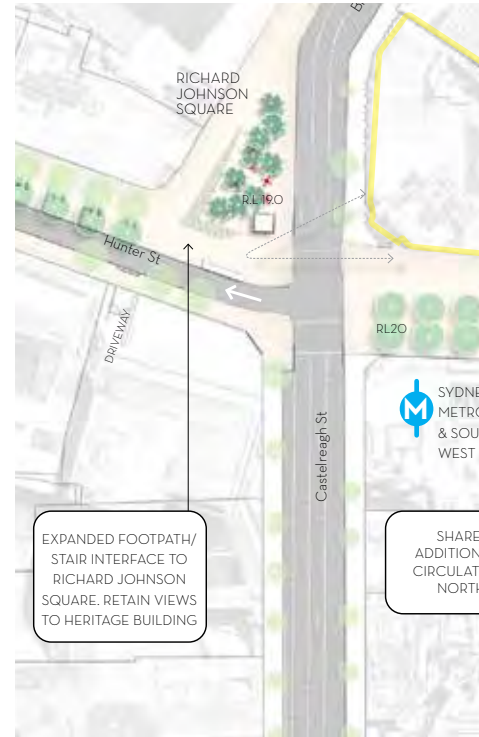 RICHARD
JOHNSON
SQUARE
R.L 19.0
Hunter St
DRIVEWAY
RL20
M
SYDNE
METRO
& SOU
WEST
Castelreagh St
EXPANDED FOOTPATH/
STAIR INTERFACE TO
RICHARD JOHNSON
SQUARE. RETAIN VIEWS
TO HERITAGE BUILDING
SHARE
ADDITION
CIRCULAT
NORTH